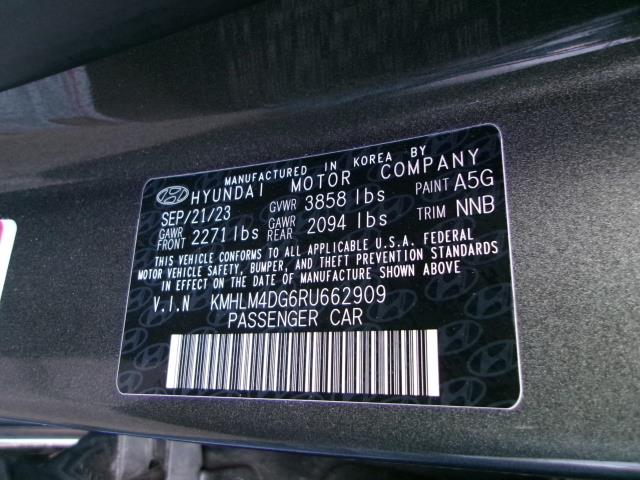 MANUFACTURED IN KOREA BY
HYUNDAI MOTOR COMPANY
SEP/21/23 GVWR 3858 lbs PAINT A5G
GAWR FRONT 2271 lbs GAWR REAR 2094 lbs TRIM NNB
THIS VEHICLE CONFORMS TO ALL APPLICABLE U.S.A. FEDERAL
MOTOR VEHICLE SAFETY, BUMPER, AND THEFT PREVENTION STANDARDS
IN EFFECT ON THE DATE OF MANUFACTURE SHOWN ABOVE
V.I.N KMHLM4DG6RU662909
PASSENGER CAR